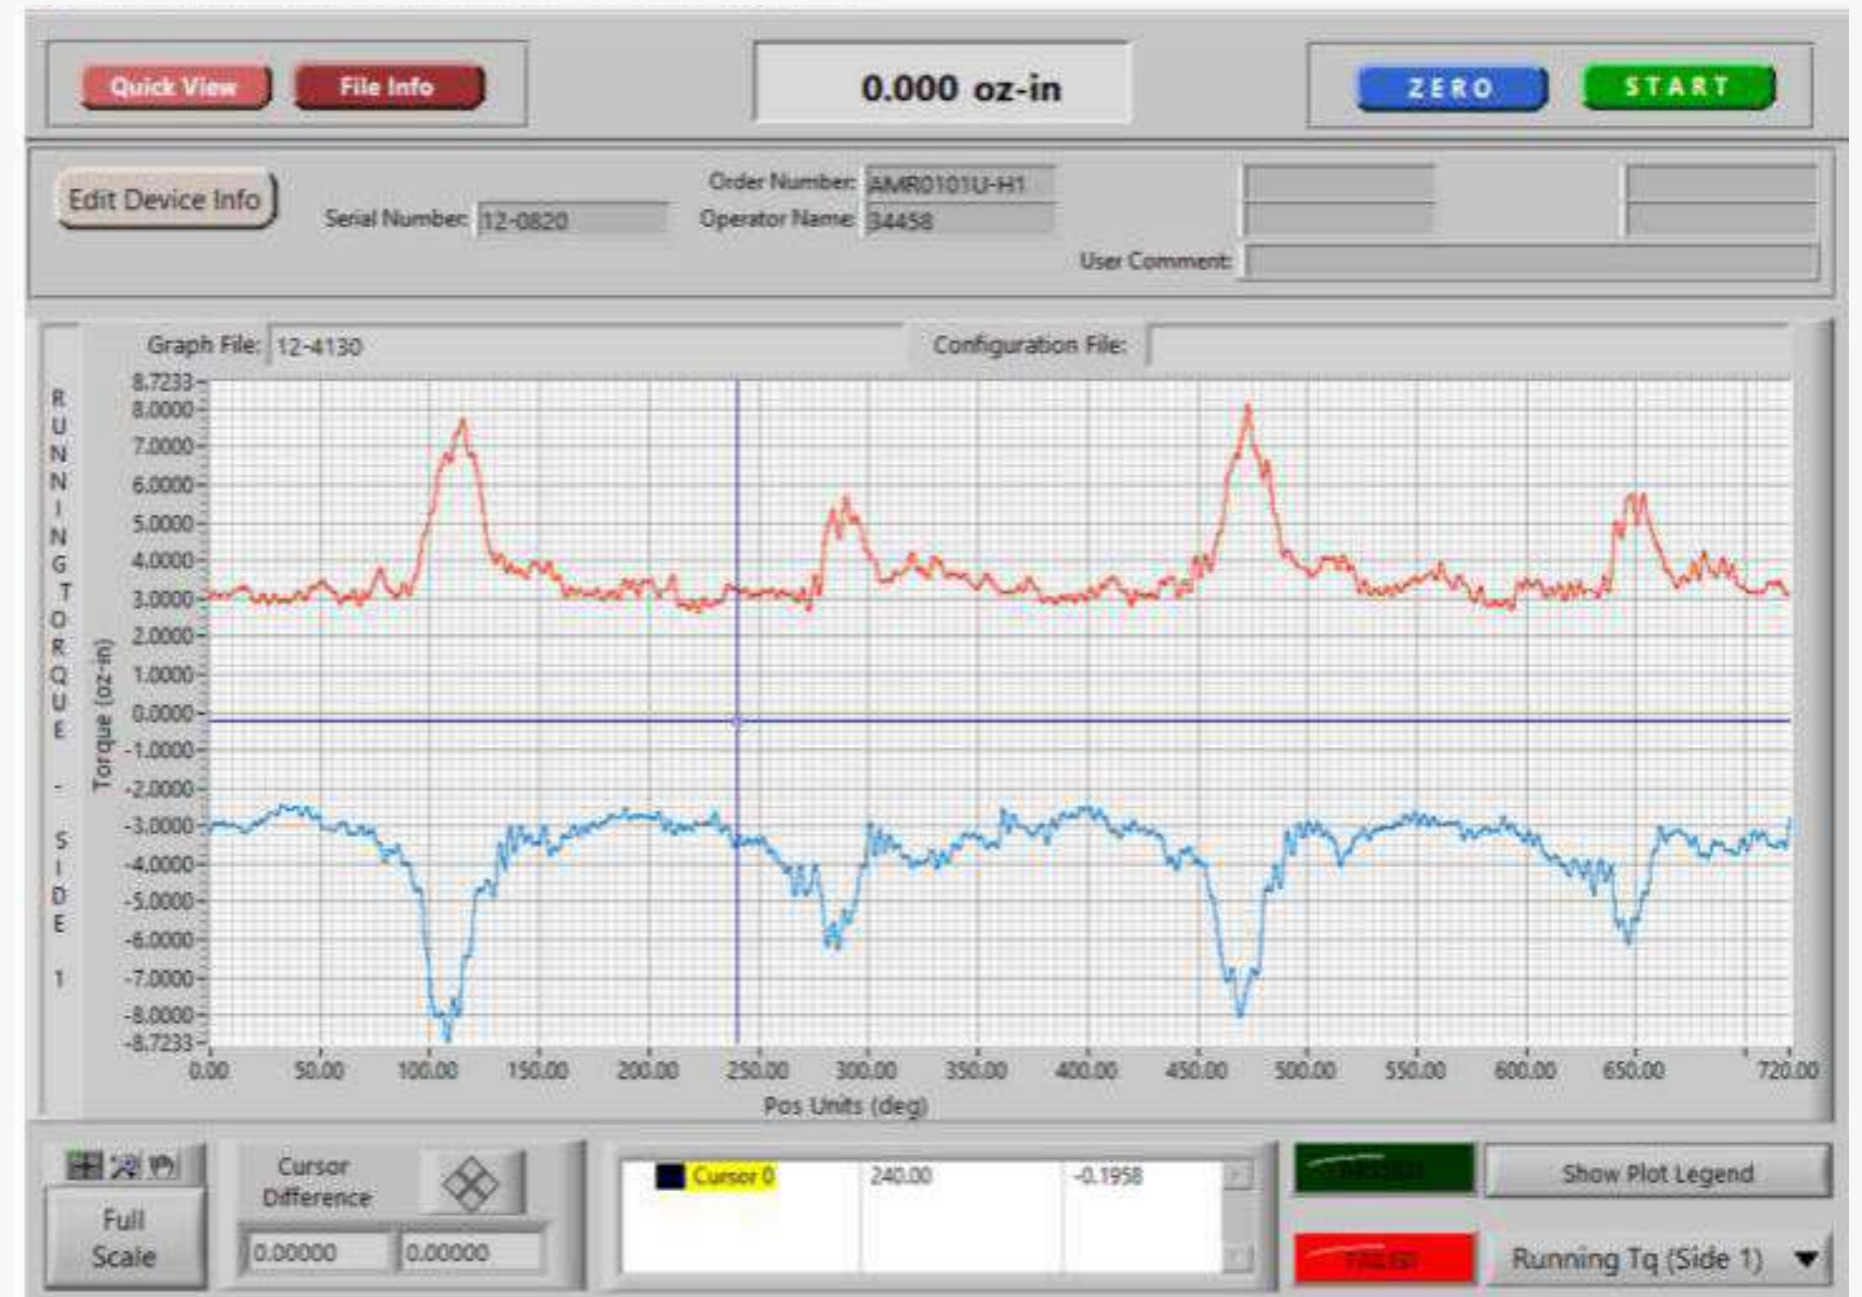 Quick View File Info 0.000 oz-in ZERO START
Edit Device Info
Order Number: AMR0101U-H1
Serial Number: 12-0820 Operator Name: 34458
User Comment:
Graph File: 12-4130 Configuration File:
RUNNING TORQUE - SIDE 1
Torque (oz-in)
8.7233
8.0000
7.0000
6.0000
5.0000
4.0000
3.0000
2.0000
1.0000
0.0000
-1.0000
-2.0000
-3.0000
-4.0000
-5.0000
-6.0000
-7.0000
-8.0000
-8.7233
0.00 50.00 100.00 150.00 200.00 250.00 300.00 350.00 400.00 450.00 500.00 550.00 600.00 650.00 720.00
Pos Units (deg)
Full Scale
Cursor Difference
0.00000 0.00000
Cursor 0 240.00 -0.1958
Show Plot Legend
Running Tq (Side 1)